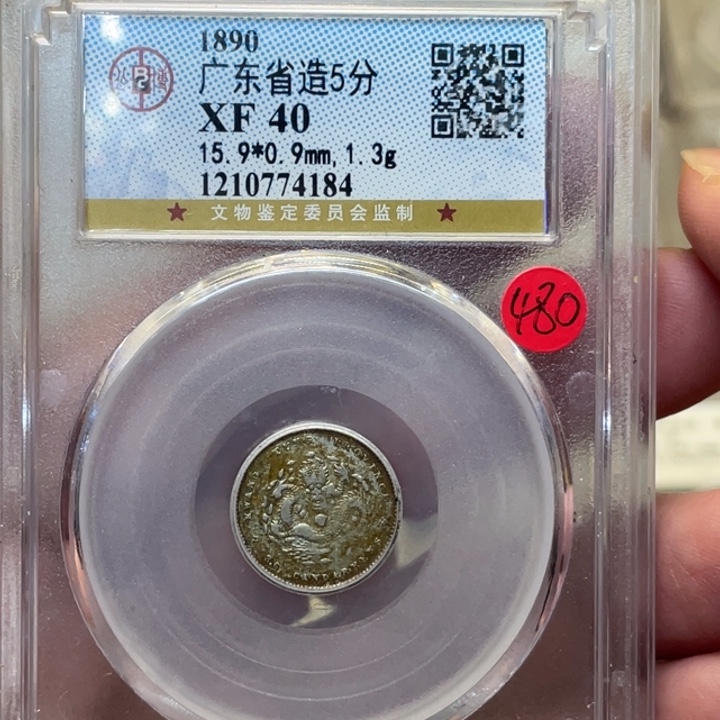 1890
广东省造5分
XF 40
15.9*0.9mm, 1.3g
1210774184
★ 文物鉴定委员会监制 ★
480